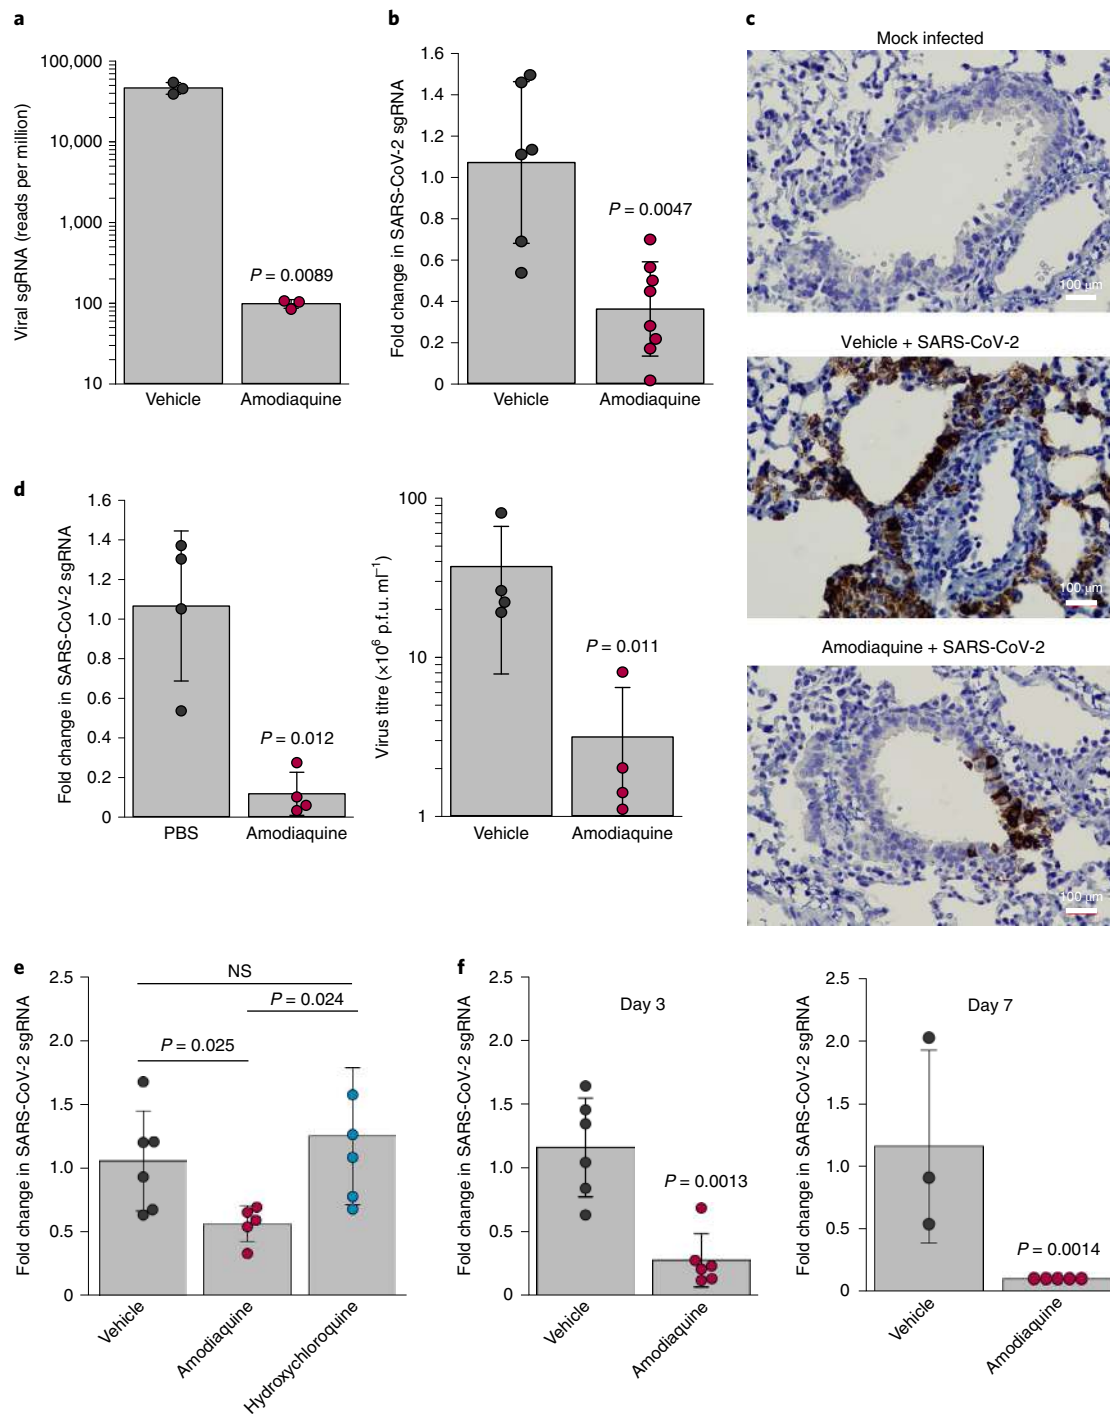 a
Viral sgRNA (reads per million)
100,000
10,000
1,000
100
10
P = 0.0089
Vehicle
Amodiaquine
b
Fold change in SARS-CoV-2 sgRNA
1.6
1.4
1.2
1.0
0.8
0.6
0.4
0.2
0
P = 0.0047
Vehicle
Amodiaquine
c
Mock infected
100 µm
Vehicle + SARS-CoV-2
100 µm
Amodiaquine + SARS-CoV-2
100 µm
d
Fold change in SARS-CoV-2 sgRNA
1.6
1.4
1.2
1.0
0.8
0.6
0.4
0.2
0
P = 0.012
PBS
Amodiaquine
Virus titre (×10⁶ p.f.u. ml⁻¹)
100
10
1
P = 0.011
Vehicle
Amodiaquine
e
Fold change in SARS-CoV-2 sgRNA
2.5
2.0
1.5
1.0
0.5
0
NS
P = 0.024
P = 0.025
Vehicle
Amodiaquine
Hydroxychloroquine
f
Fold change in SARS-CoV-2 sgRNA
2.5
2.0
1.5
1.0
0.5
0
Day 3
P = 0.0013
Vehicle
Amodiaquine
Fold change in SARS-CoV-2 sgRNA
2.5
2.0
1.5
1.0
0.5
0
Day 7
P = 0.0014
Vehicle
Amodiaquine